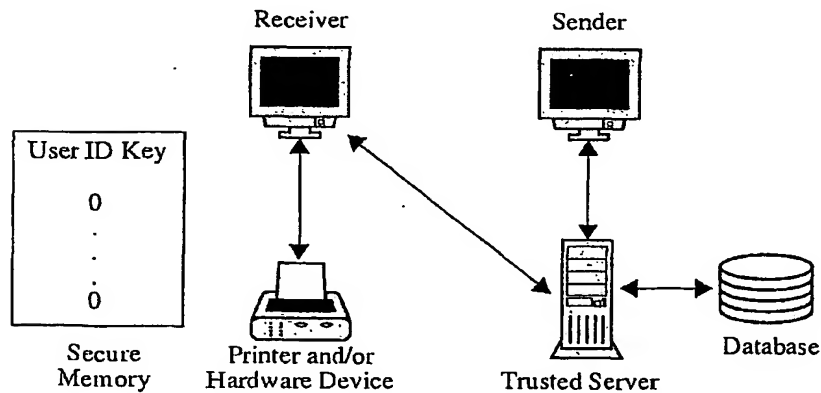 Receiver
Sender
User ID Key
0
.
.
.
0
Secure
Memory
Printer and/or
Hardware Device
Trusted Server
Database